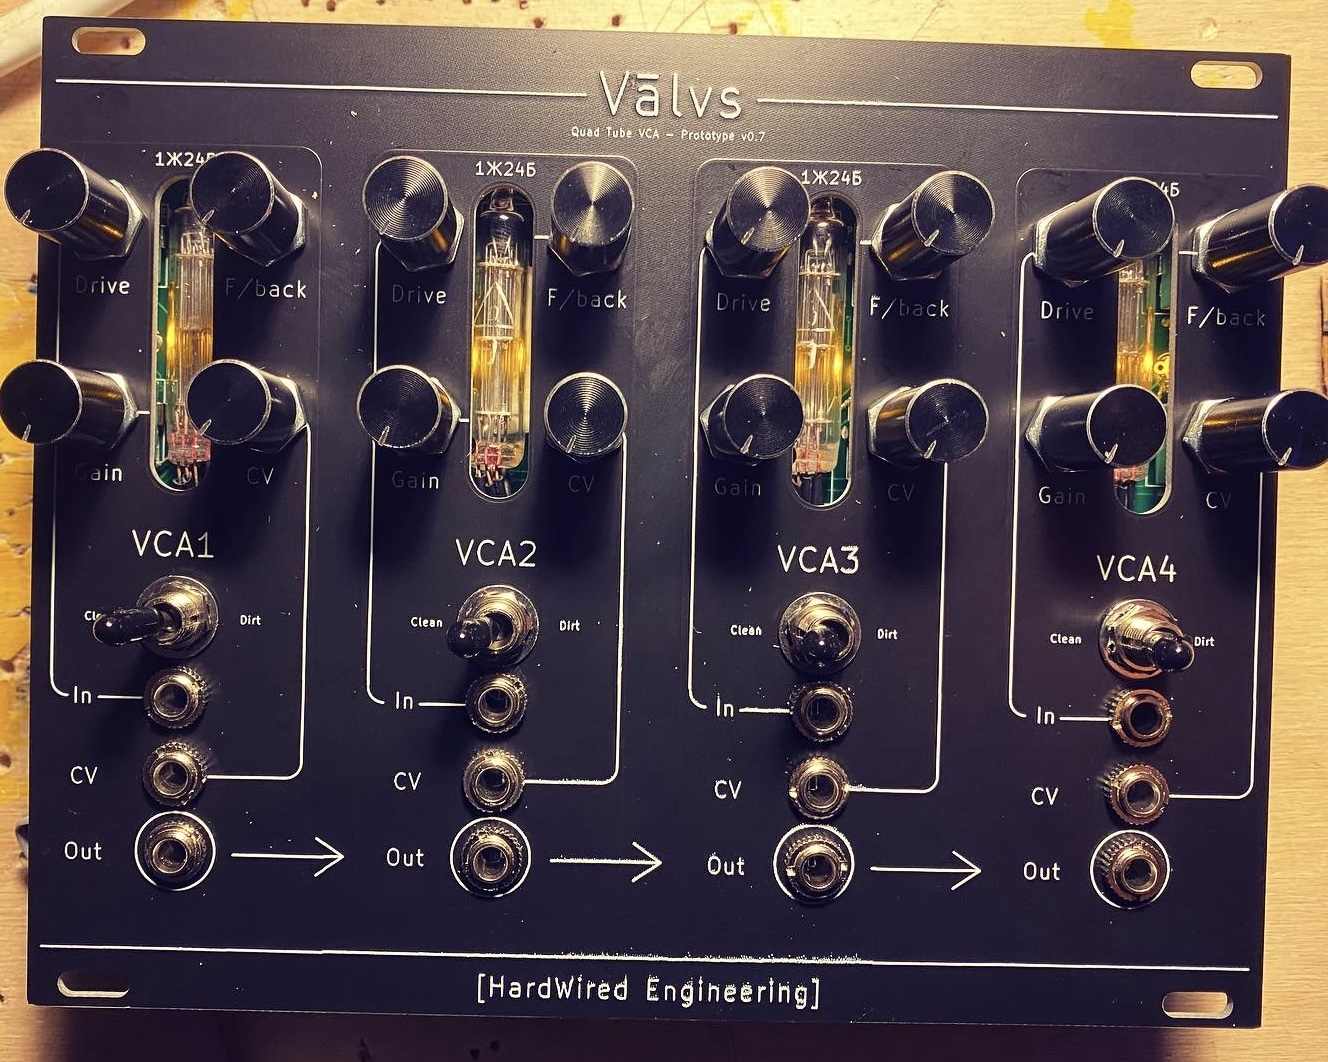 Vālvs
Quad Tube VCA – Prototype v0.7
1Ж24Б
1Ж24Б
1Ж24Б
Drive
F/back
Drive
F/back
Drive
F/back
Drive
F/back
Gain
CV
Gain
CV
Gain
CV
Gain
CV
VCA1
VCA2
VCA3
VCA4
Dirt
Clean
Dirt
Clean
Dirt
Clean
Dirt
In
In
In
In
CV
CV
CV
CV
Out
Out
Out
Out
[HardWired Engineering]